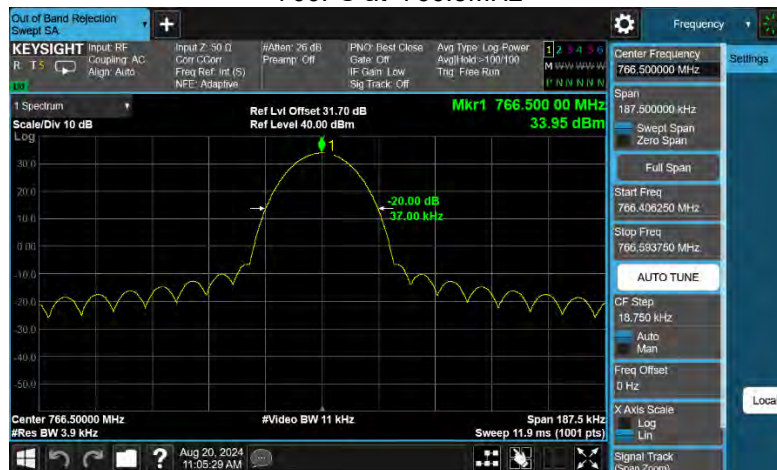 Out of Band Rejection
Swept SA
Frequency
KEYSIGHT
R T S
Input: RF
Coupling: AC
Align: Auto
Input Z: 50 Ω
Corr CCorr
Freq Ref: Int (S)
NFE: Adaptive
#Atten: 26 dB
Preamp: Off
PNO: Best Close
Gate: Off
IF Gain: Low
Sig Track: Off
Avg Type: Log-Power
Avg|Hold:>100/100
Trig: Free Run
1 2 3 4 5 6
M W W W W W
P N N N N N
1 Spectrum
Scale/Div 10 dB
Log
Ref Lvl Offset 31.70 dB
Ref Level 40.00 dBm
Mkr1 766.500 00 MHz
33.95 dBm
1
30.0
20.0
10.0
0.00
-10.0
-20.0
-30.0
-40.0
-50.0
-20.00 dB
37.00 kHz
Center 766.50000 MHz
#Res BW 3.9 kHz
#Video BW 11 kHz
Span 187.5 kHz
Sweep 11.9 ms (1001 pts)
?
Aug 20, 2024
11:05:29 AM
Center Frequency
766.500000 MHz
Settings
Span
187.500000 kHz
Swept Span
Zero Span
Full Span
Start Freq
766.406250 MHz
Stop Freq
766.593750 MHz
AUTO TUNE
CF Step
18.750 kHz
Auto
Man
Freq Offset
0 Hz
Local
X Axis Scale
Log
Lin
Signal Track
(Span Zoom)